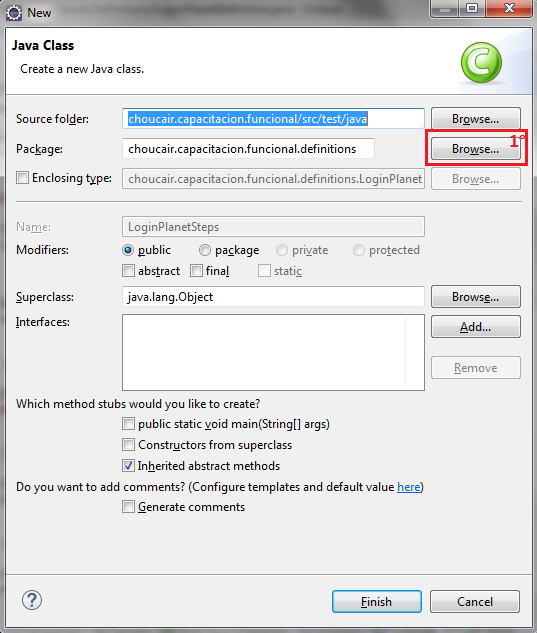 New
Java Class
Create a new Java class.
Source folder: choucair.capacitacion.funcional/src/test/java Browse...
Package: choucair.capacitacion.funcional.definitions Browse... 1°
Enclosing type: choucair.capacitacion.funcional.definitions.LoginPlanet Browse...
Name: LoginPlanetSteps
Modifiers: public package private protected
abstract final static
Superclass: java.lang.Object Browse...
Interfaces: Add...
Remove
Which method stubs would you like to create?
public static void main(String[] args)
Constructors from superclass
Inherited abstract methods
Do you want to add comments? (Configure templates and default value here)
Generate comments
? Finish Cancel